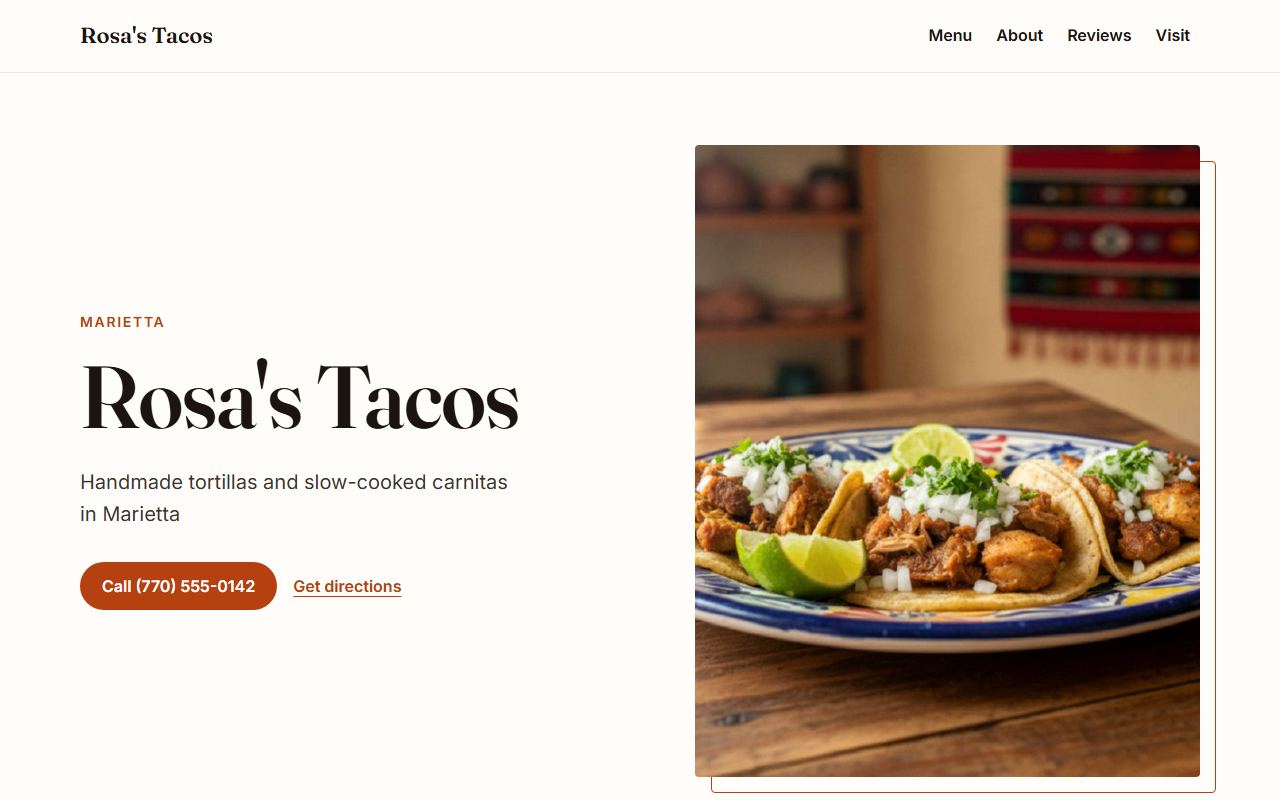 Rosa's Tacos
Menu About Reviews Visit
MARIETTA
Rosa's Tacos
Handmade tortillas and slow-cooked carnitas
in Marietta
Call (770) 555-0142 Get directions